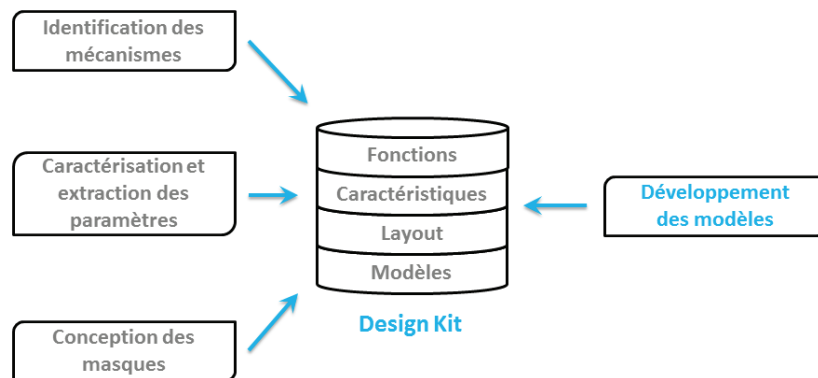 Identification des
mécanismes
Caractérisation et
extraction des
paramètres
Conception des
masques
Fonctions
Caractéristiques
Layout
Modèles
Design Kit
Développement
des modèles